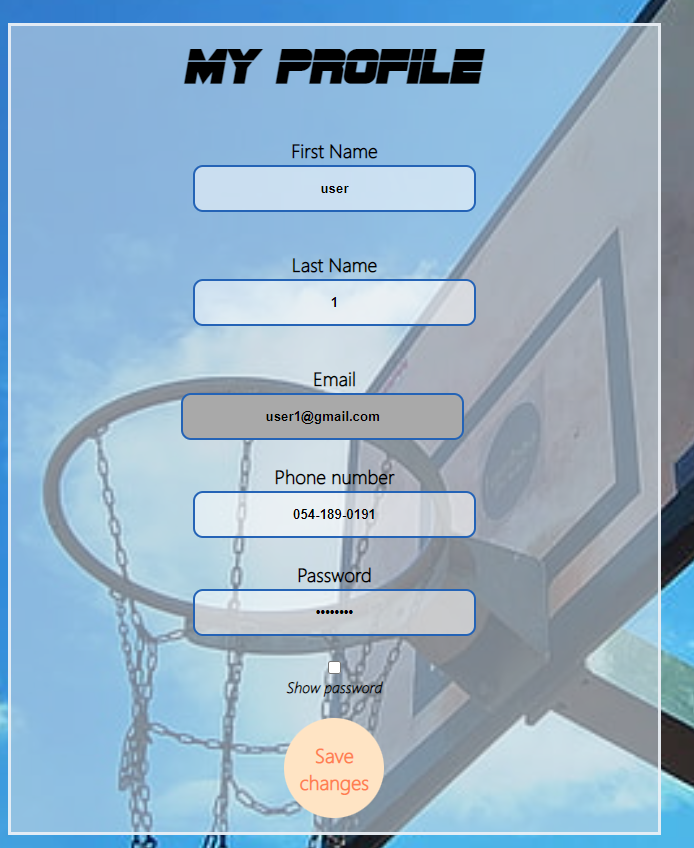 MY PROFILE
First Name
user
Last Name
1
Email
user1@gmail.com
Phone number
054-189-0191
Password
••••••••
Show password
Save
changes